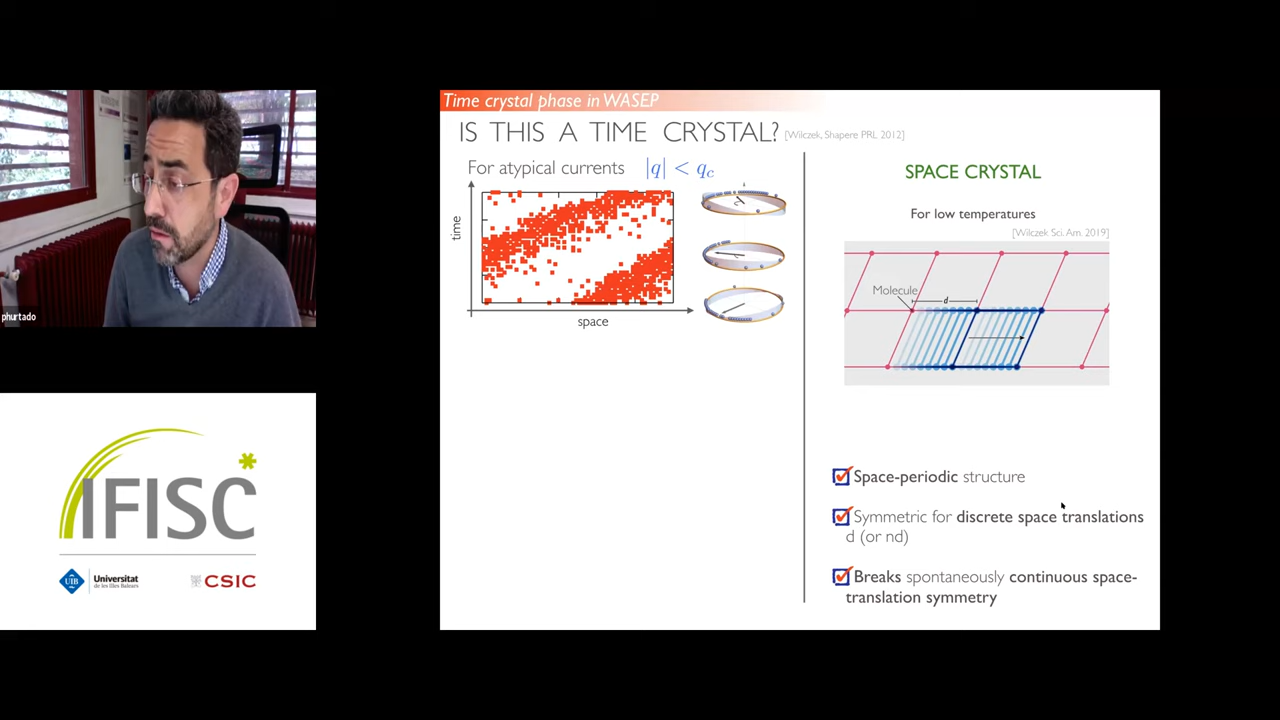 phurtado
IFISC
UIB
Universitat
de les Illes Balears
CSIC
Time crystal phase in WASEP
IS THIS A TIME CRYSTAL? [Wilczek, Shapere PRL 2012]
For atypical currents |q| < qc
time
space
SPACE CRYSTAL
For low temperatures
[Wilczek Sci. Am. 2019]
Molecule
d
Space-periodic structure
Symmetric for discrete space translations
d (or nd)
Breaks spontaneously continuous space-
translation symmetry